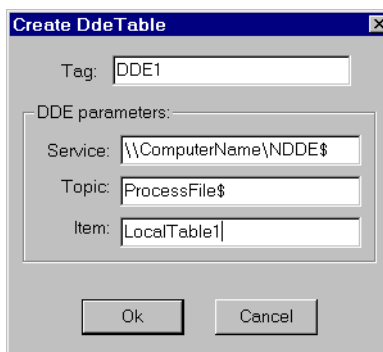 Create DdeTable
Tag: DDE1
DDE parameters:
Service: \\ComputerName\NDDE$
Topic: ProcessFile$
Item: LocalTable1
Ok Cancel